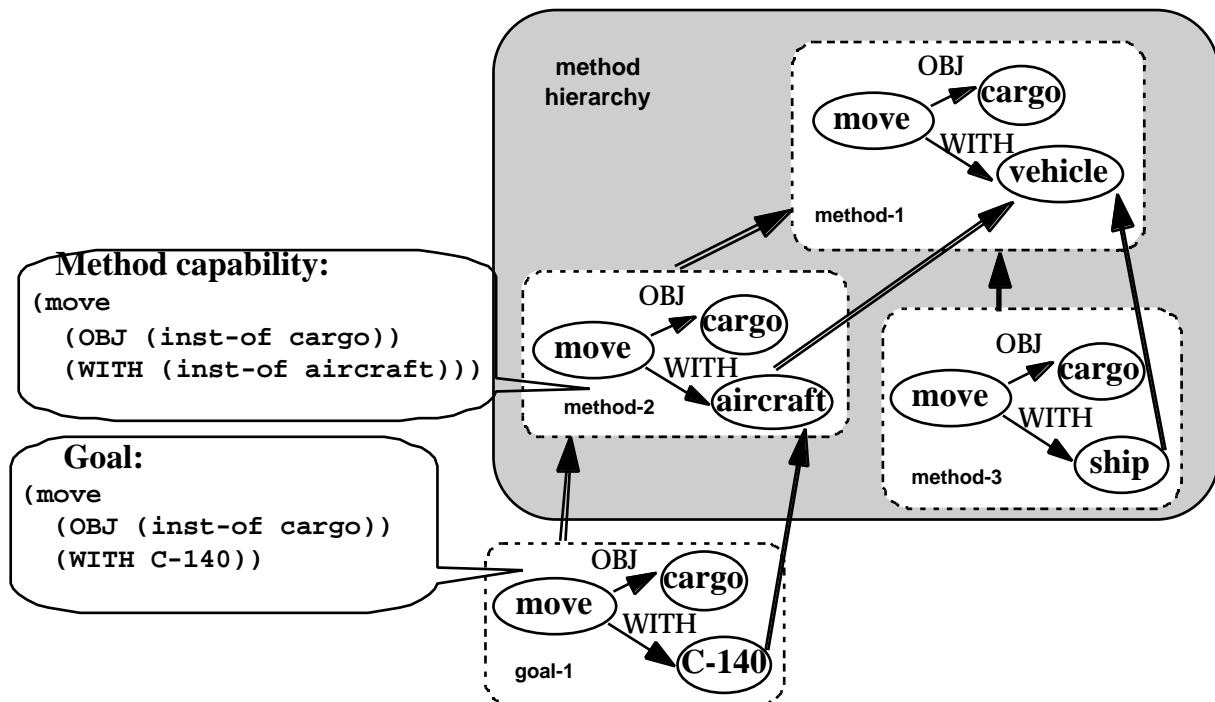 method
hierarchy
OBJ
cargo
move
WITH
vehicle
method-1
Method capability:
(move
(OBJ (inst-of cargo))
(WITH (inst-of aircraft)))
OBJ
cargo
move
WITH
aircraft
method-2
OBJ
cargo
move
WITH
ship
method-3
Goal:
(move
(OBJ (inst-of cargo))
(WITH C-140))
OBJ
cargo
move
WITH
C-140
goal-1